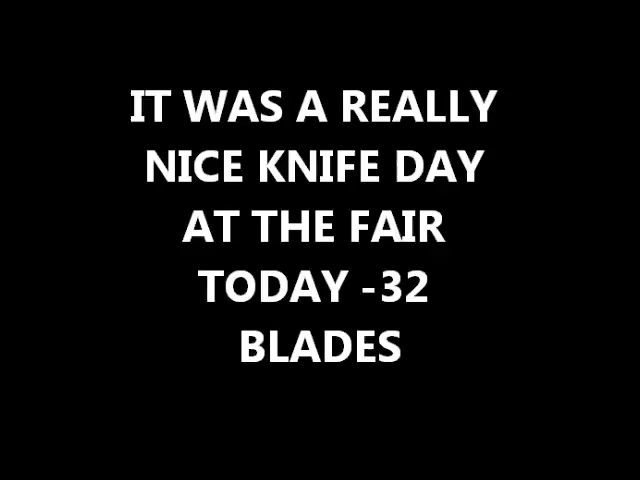 IT WAS A REALLY
NICE KNIFE DAY
AT THE FAIR
TODAY -32
BLADES